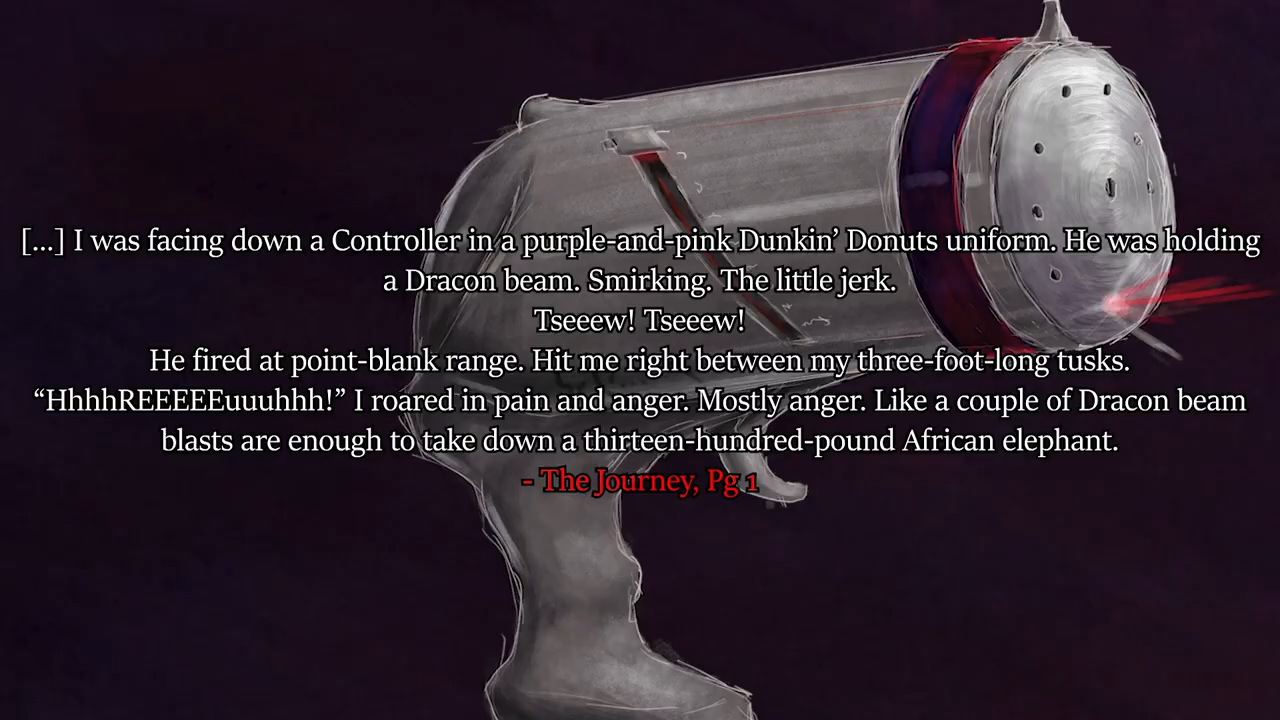 [...] I was facing down a Controller in a purple-and-pink Dunkin’ Donuts uniform. He was holding
a Dracon beam. Smirking. The little jerk.
Tseeew! Tseeew!
He fired at point-blank range. Hit me right between my three-foot-long tusks.
“HhhhREEEEEuuuhhh!” I roared in pain and anger. Mostly anger. Like a couple of Dracon beam
blasts are enough to take down a thirteen-hundred-pound African elephant.
- The Journey, Pg 1